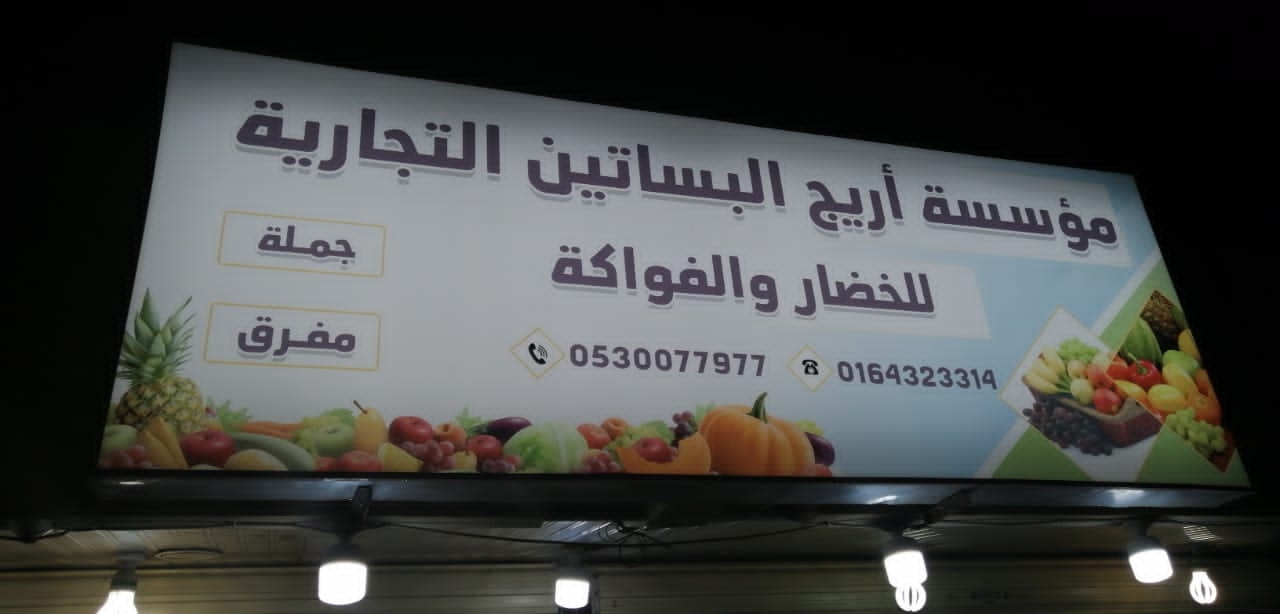 مؤسسة أريج البساتين التجارية
للخضار والفواكة
جملة
مفرق
0164323314
0530077977